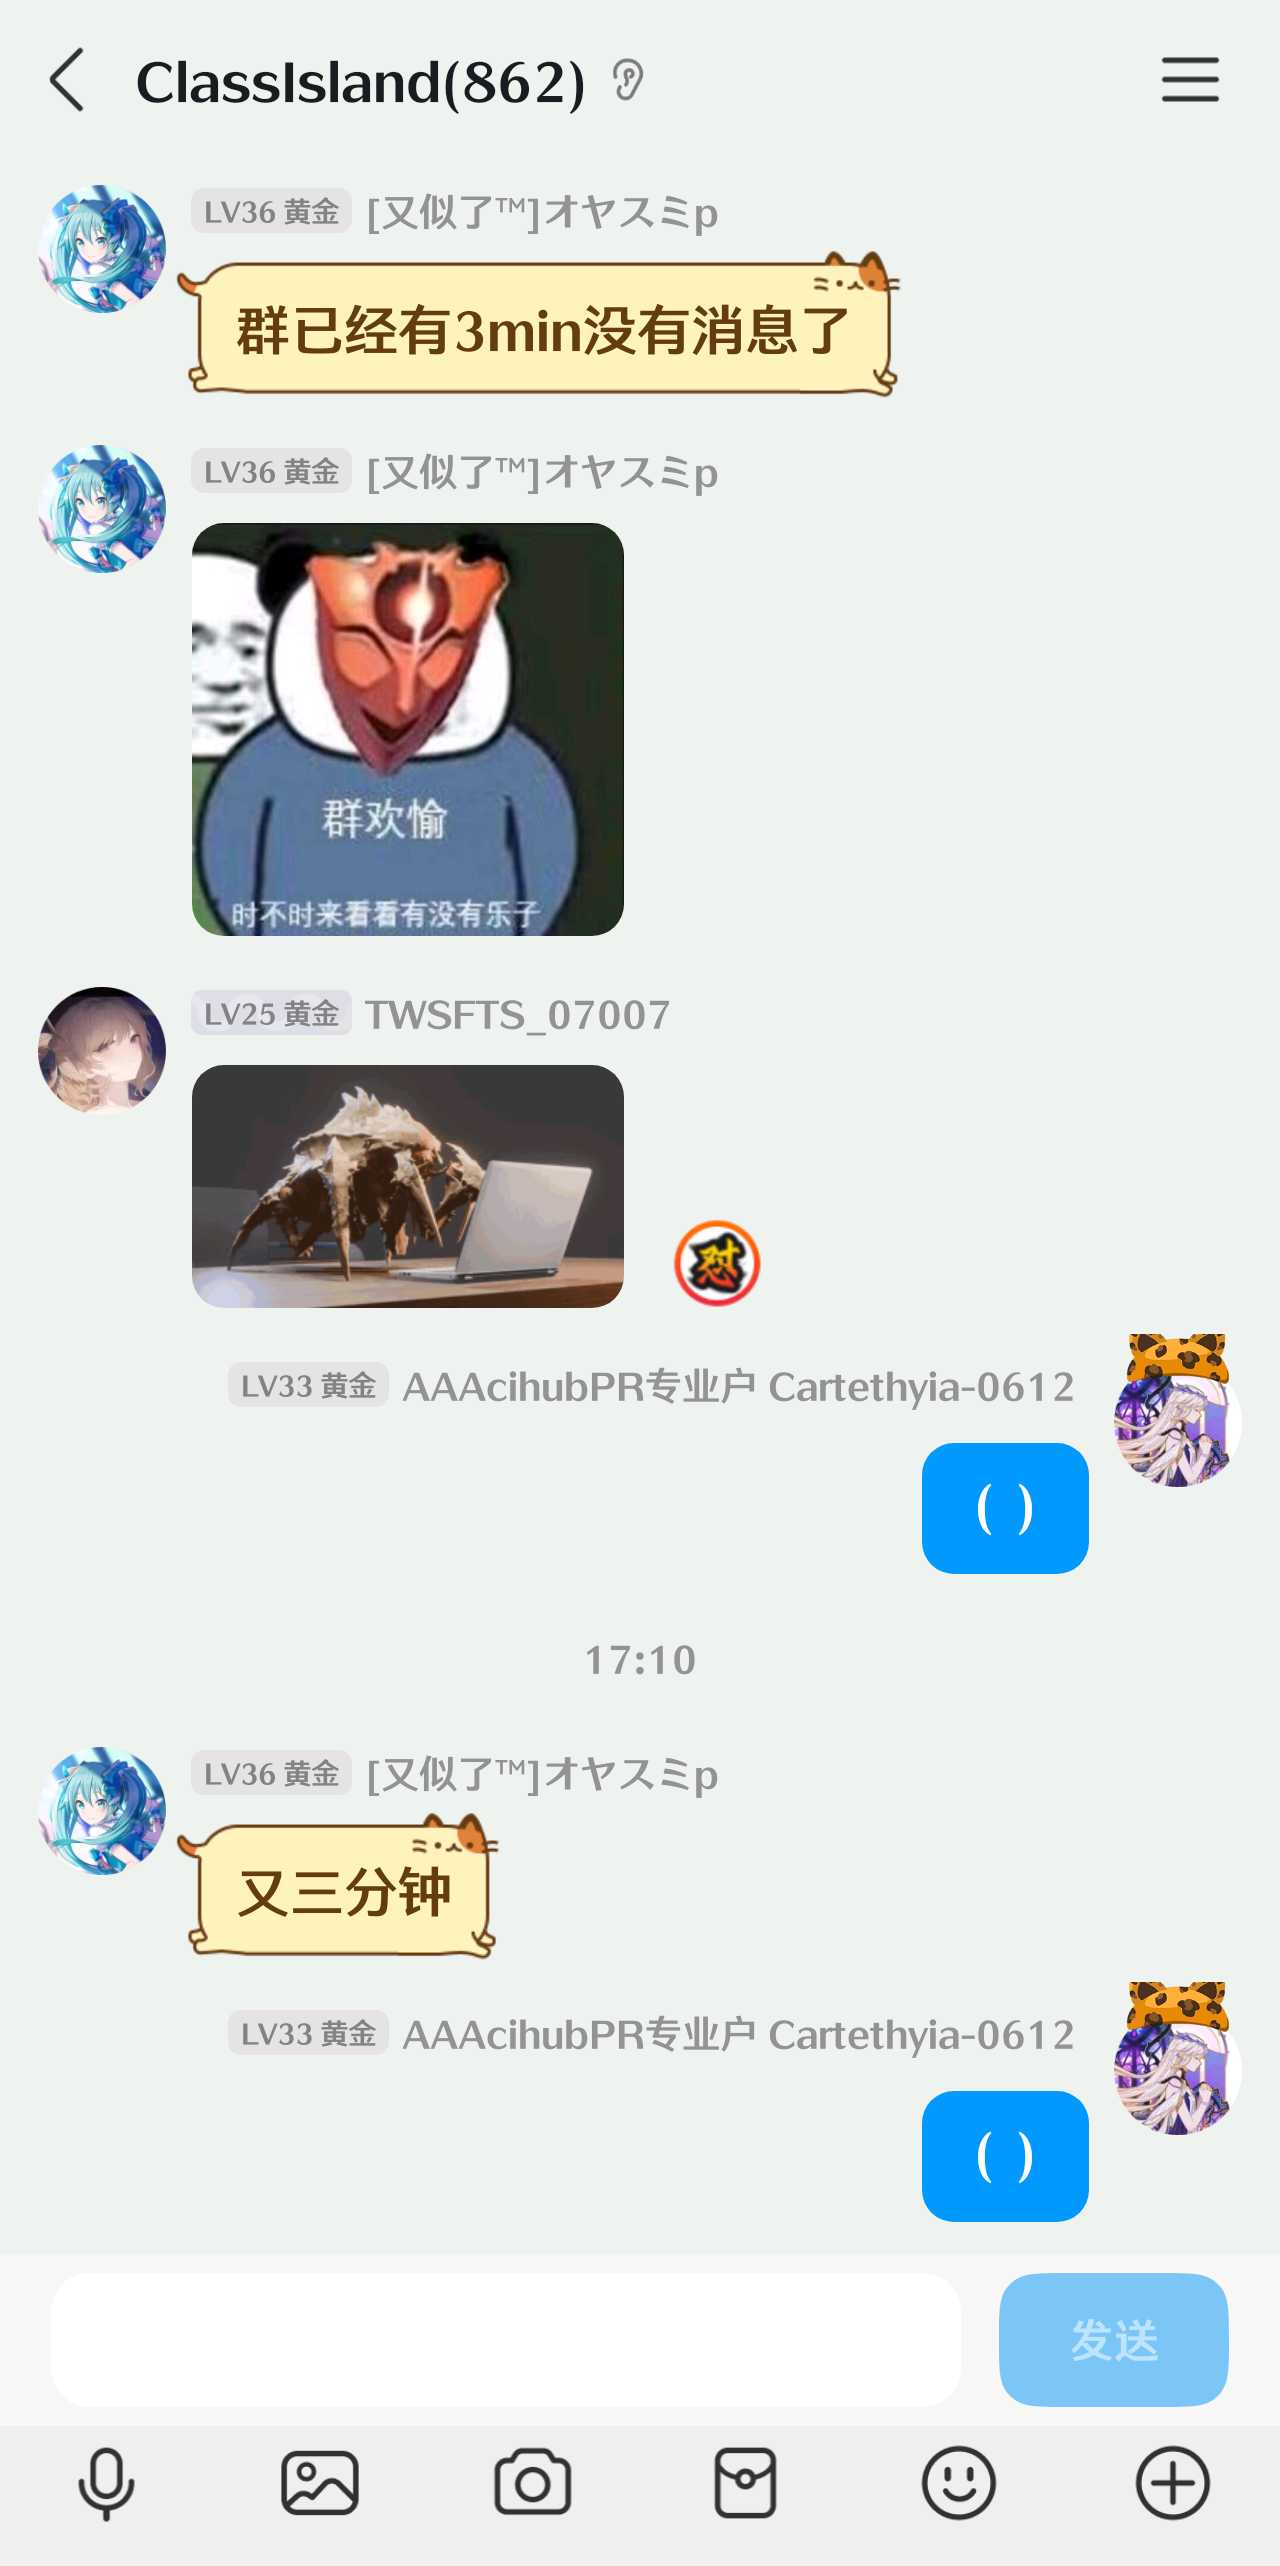 ClassIsland(862)
LV36 黄金 [又似了™]オヤスミp
群已经有3min没有消息了
LV36 黄金 [又似了™]オヤスミp
群欢愉
时不时来看看有没有乐子
LV25 黄金 TWSFTS_07007
怼
LV33 黄金 AAAcihubPR专业户 Cartethyia-0612
( )
17:10
LV36 黄金 [又似了™]オヤスミp
又三分钟
LV33 黄金 AAAcihubPR专业户 Cartethyia-0612
( )
发送